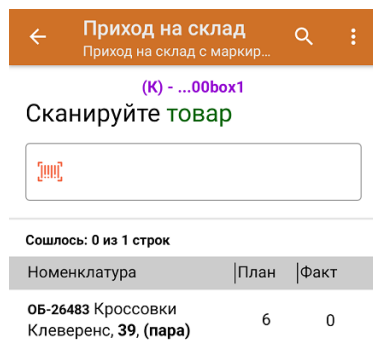 Приход на склад
Приход на склад с маркир...
(К) - ...00box1
Сканируйте товар
Сошлось: 0 из 1 строк
Номенклатура План Факт
ОБ-26483 Кроссовки
Клеверенс, 39, (пара) 6 0